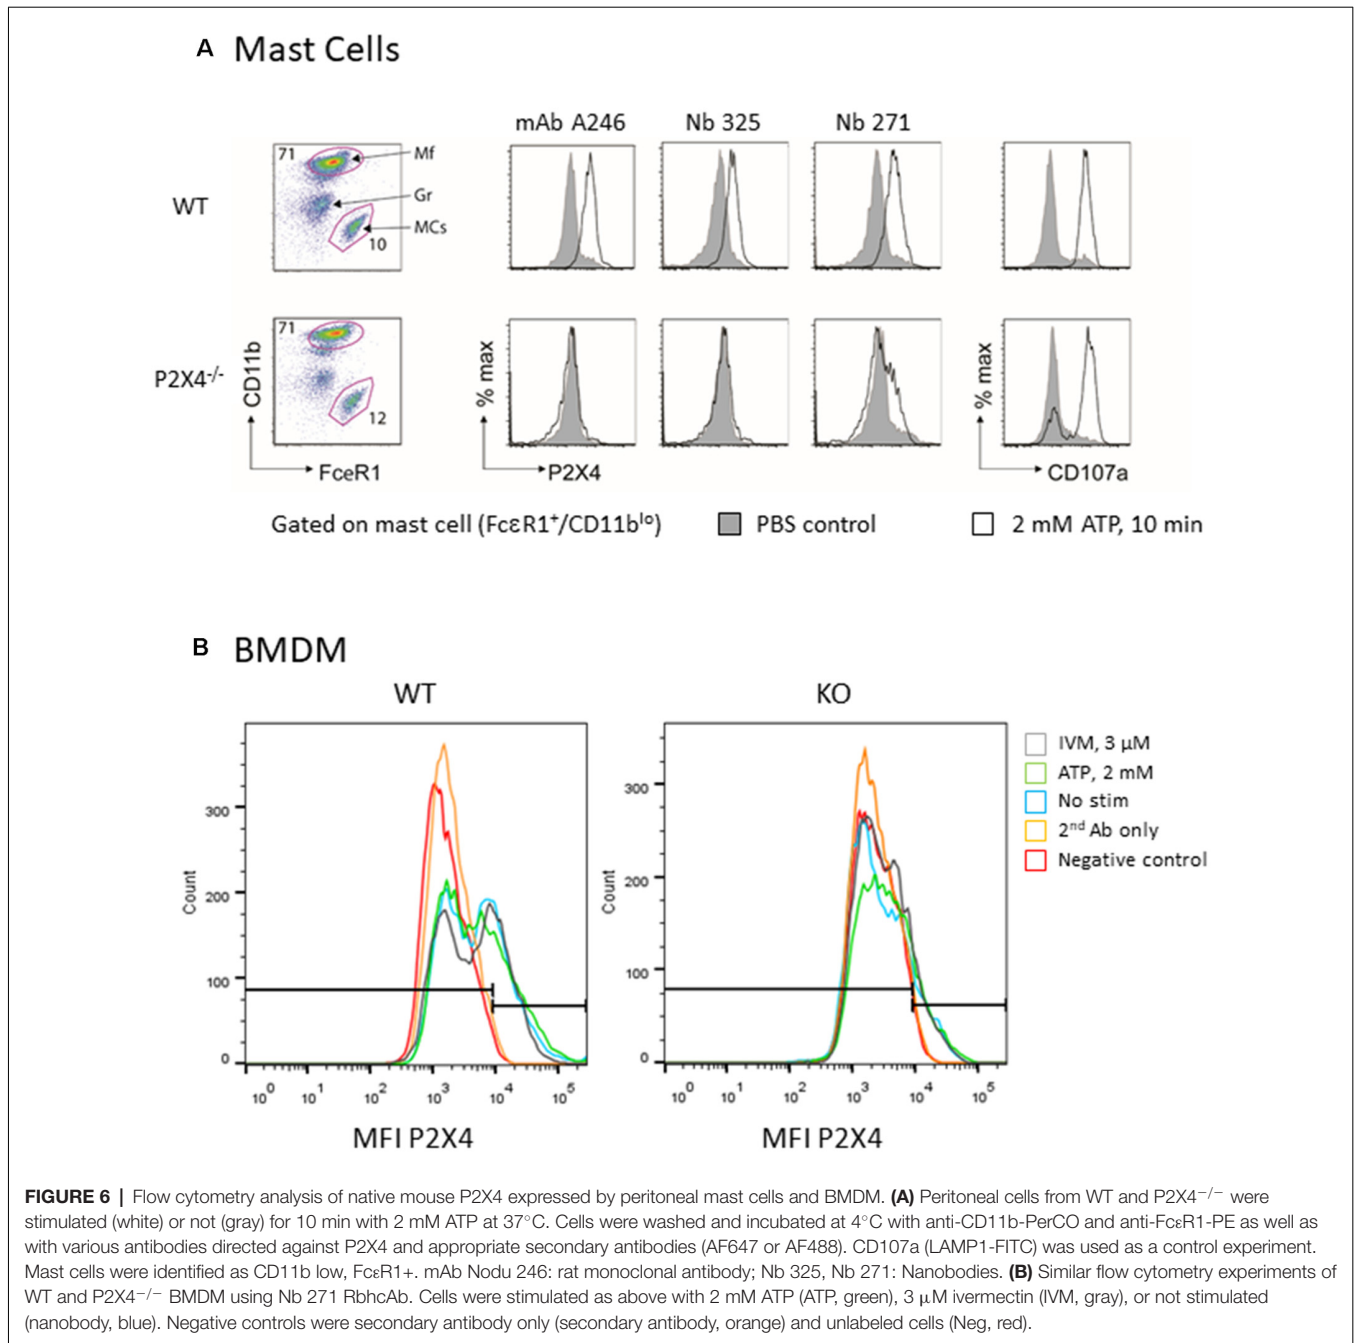 A Mast Cells
mAb A246 Nb 325 Nb 271
WT
71 Mf
Gr
MCs
10
P2X4-/-
71
12
CD11b
FceR1
% max
P2X4
% max
CD107a
Gated on mast cell (FcεR1+/CD11blo) PBS control 2 mM ATP, 10 min
B BMDM
WT KO
Count
300
200
100
0
10^0 10^1 10^2 10^3 10^4 10^5
MFI P2X4
Count
300
200
100
0
10^0 10^1 10^2 10^3 10^4 10^5
MFI P2X4
IVM, 3 µM
ATP, 2 mM
No stim
2nd Ab only
Negative control
FIGURE 6 | Flow cytometry analysis of native mouse P2X4 expressed by peritoneal mast cells and BMDM. (A) Peritoneal cells from WT and P2X4−/− were
stimulated (white) or not (gray) for 10 min with 2 mM ATP at 37°C. Cells were washed and incubated at 4°C with anti-CD11b-PerCO and anti-FcεR1-PE as well as
with various antibodies directed against P2X4 and appropriate secondary antibodies (AF647 or AF488). CD107a (LAMP1-FITC) was used as a control experiment.
Mast cells were identified as CD11b low, FcεR1+. mAb Nodu 246: rat monoclonal antibody; Nb 325, Nb 271: Nanobodies. (B) Similar flow cytometry experiments of
WT and P2X4−/− BMDM using Nb 271 RbhcAb. Cells were stimulated as above with 2 mM ATP (ATP, green), 3 µM ivermectin (IVM, gray), or not stimulated
(nanobody, blue). Negative controls were secondary antibody only (secondary antibody, orange) and unlabeled cells (Neg, red).